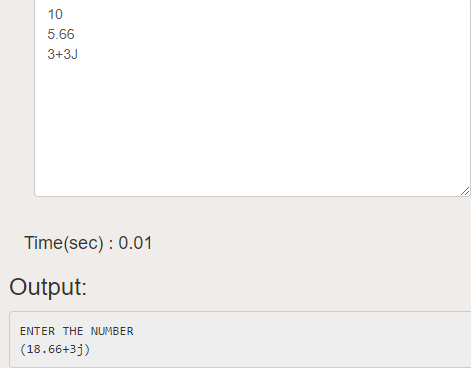 10
5.66
3+3J
Time(sec) : 0.01
Output:
ENTER THE NUMBER
(18.66+3j)